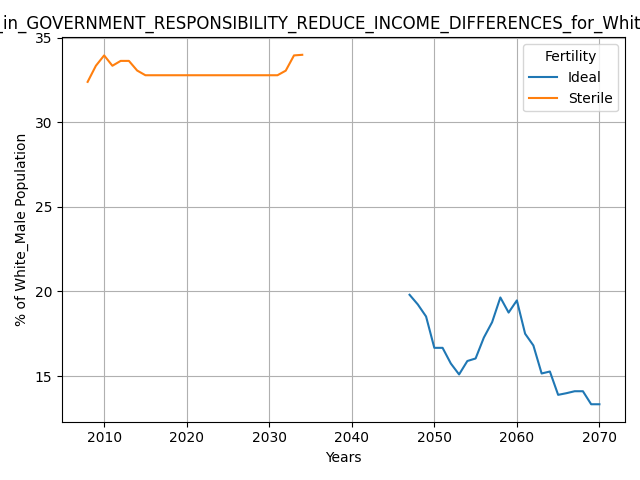 _in_GOVERNMENT_RESPONSIBILITY_REDUCE_INCOME_DIFFERENCES_for_Whit
35
30
25
20
15
% of White_Male Population
Fertility
Ideal
Sterile
2010 2020 2030 2040 2050 2060 2070
Years